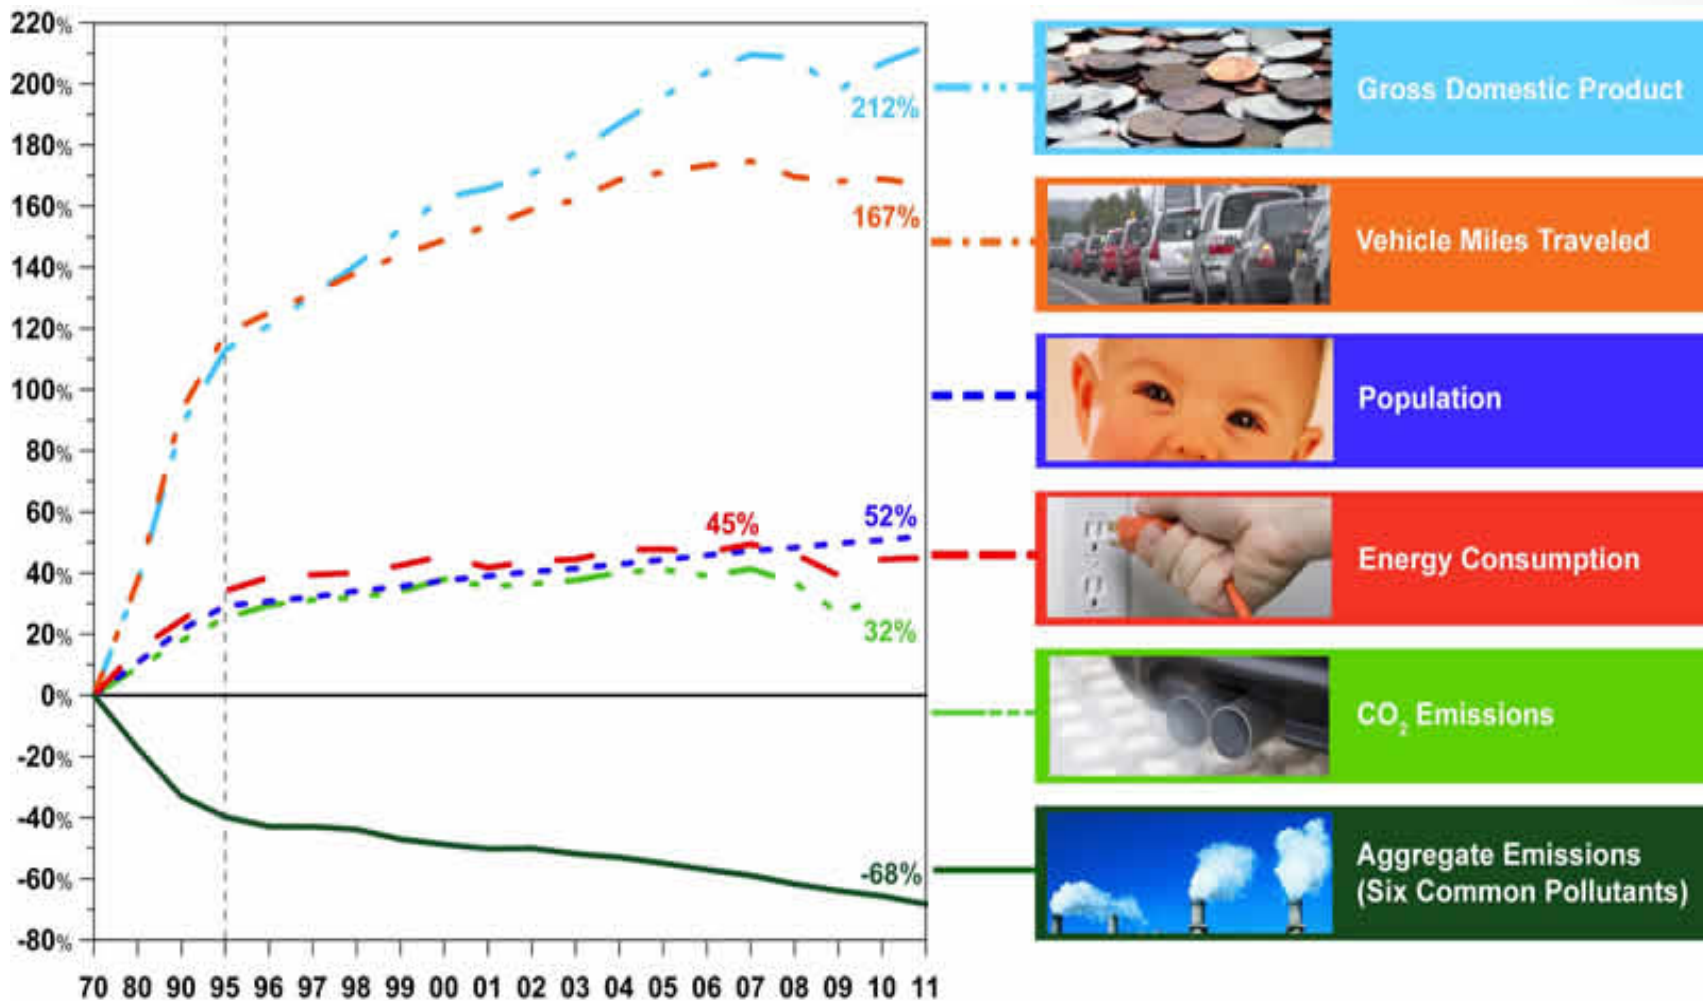 220%
200%
180%
160%
140%
120%
100%
80%
60%
40%
20%
0%
-20%
-40%
-60%
-80%
212%
167%
52%
45%
32%
-68%
70 80 90 95 96 97 98 99 00 01 02 03 04 05 06 07 08 09 10 11
Gross Domestic Product
Vehicle Miles Traveled
Population
Energy Consumption
CO₂ Emissions
Aggregate Emissions
(Six Common Pollutants)